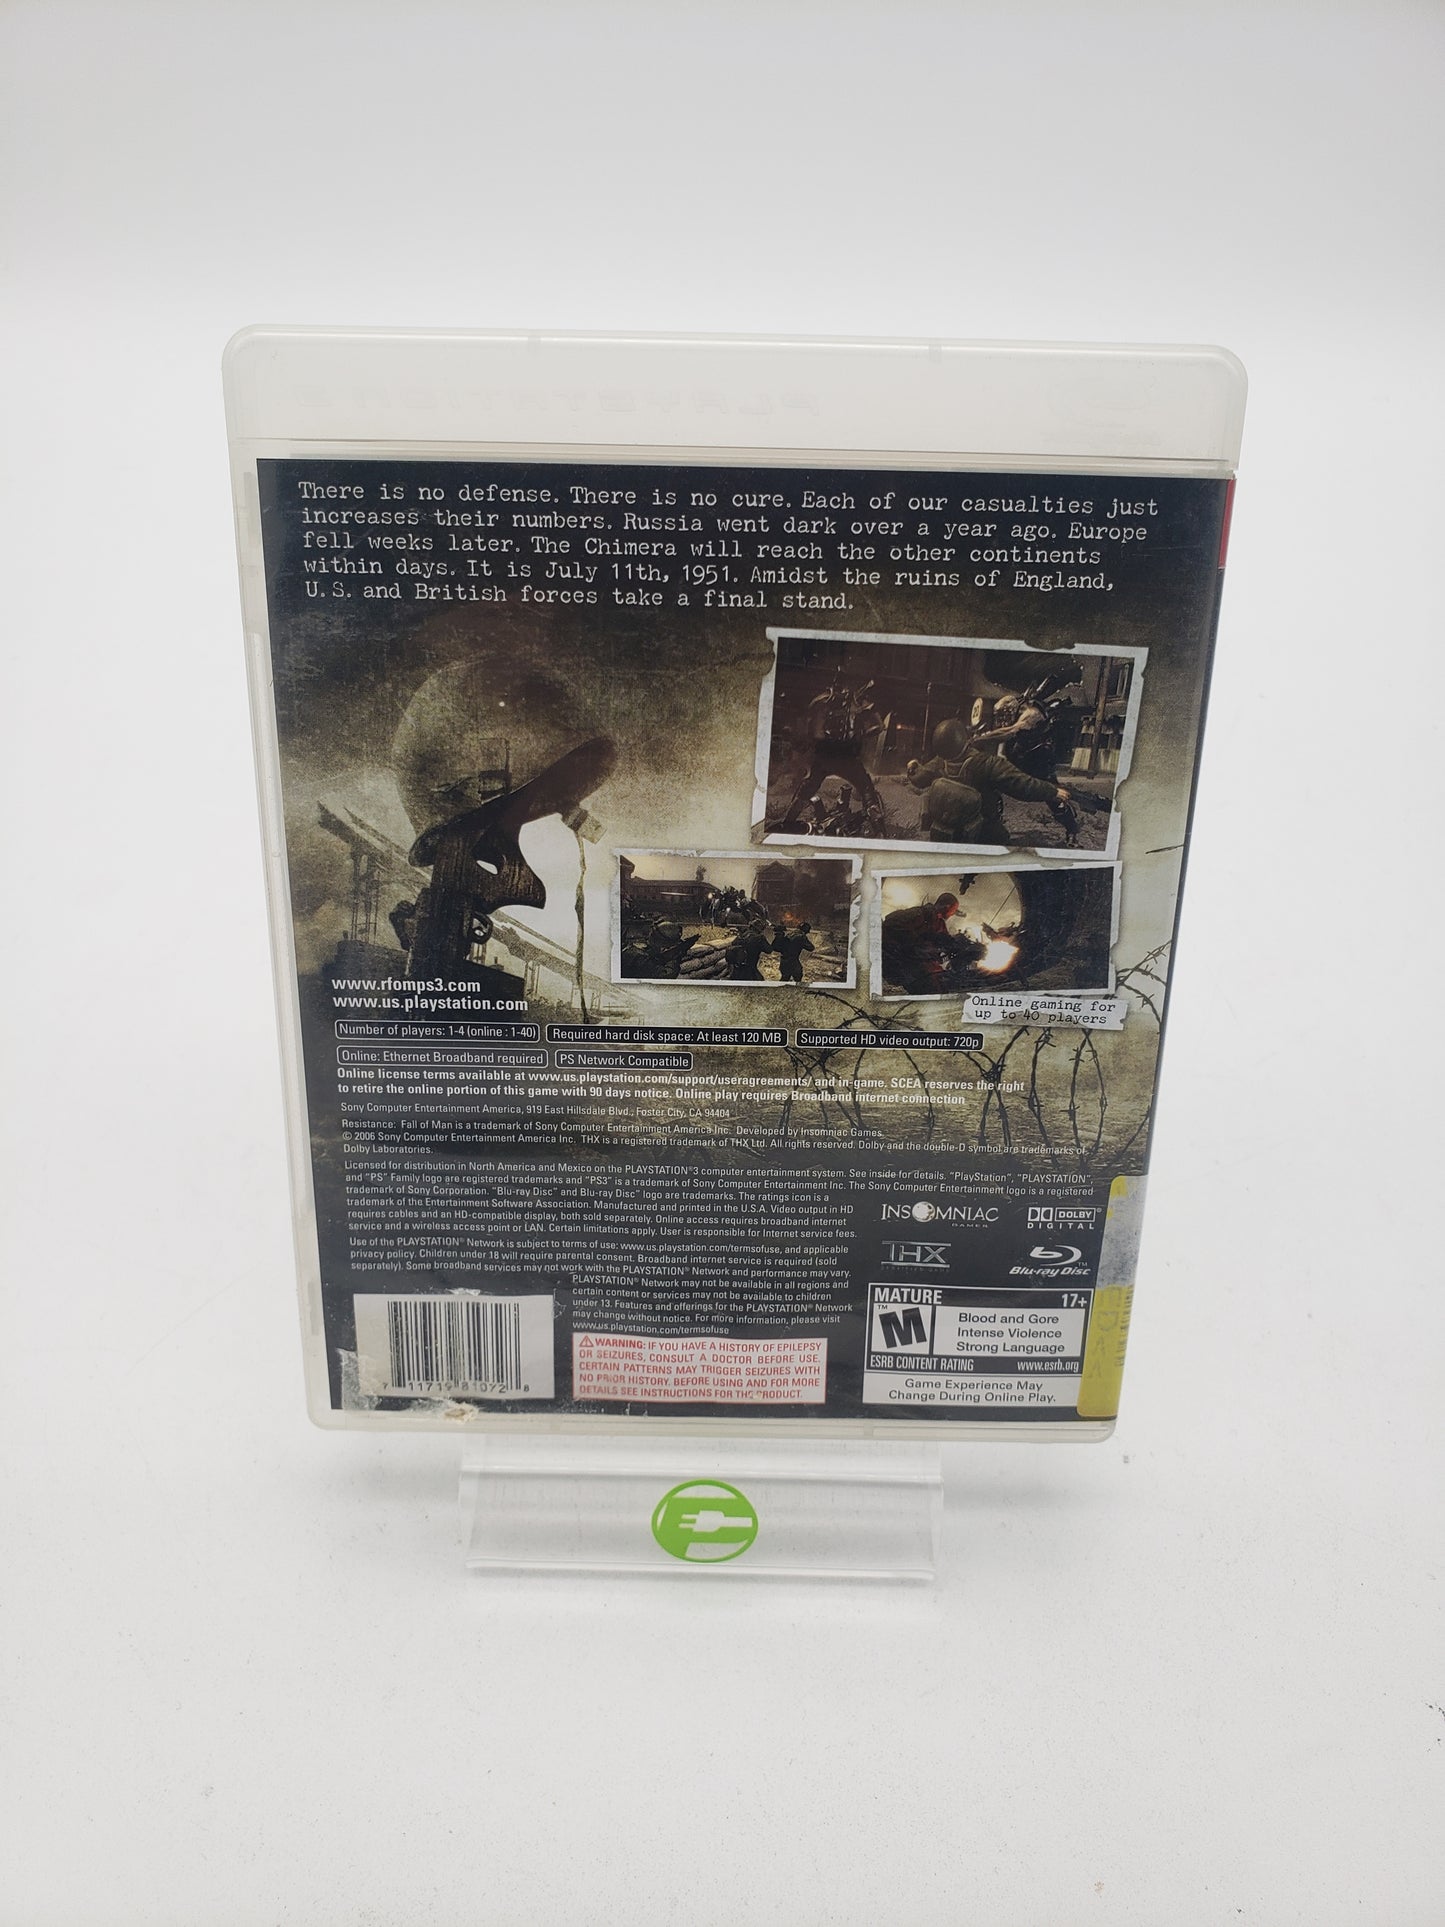 PLAYSTATION 3
There is no defense. There is no cure. Each of our casualties just
increases their numbers. Russia went dark over a year ago. Europe
fell weeks later. The Chimera will reach the other continents
within days. It is July 11th, 1951. Amidst the ruins of England,
U.S. and British forces take a final stand.
Online gaming for
up to 40 players
www.rfomps3.com
www.us.playstation.com
Number of players: 1-4 (online : 1-40) Required hard disk space: At least 120 MB Supported HD video output: 720p
Online: Ethernet Broadband required PS Network Compatible
Online license terms available at www.us.playstation.com/support/useragreements/ and in-game. SCEA reserves the right
to retire the online portion of this game with 90 days notice. Online play requires Broadband internet connection
Sony Computer Entertainment America, 919 East Hillsdale Blvd., Foster City, CA 94404
Resistance: Fall of Man is a trademark of Sony Computer Entertainment America Inc. Developed by Insomniac Games.
© 2006 Sony Computer Entertainment America Inc. THX is a registered trademark of THX Ltd. All rights reserved. Dolby and the double-D symbol are trademarks of
Dolby Laboratories.
Licensed for distribution in North America and Mexico on the PLAYSTATION®3 computer entertainment system. See inside for details. "PlayStation", "PLAYSTATION",
and "PS" Family logo are registered trademarks and "PS3" is a trademark of Sony Computer Entertainment Inc. The Sony Computer Entertainment logo is a registered
trademark of Sony Corporation. "Blu-ray Disc" and Blu-ray Disc" logo are trademarks. The ratings icon is a
trademark of the Entertainment Software Association. Manufactured and printed in the U.S.A. Video output in HD
requires cables and an HD-compatible display, both sold separately. Online access requires broadband internet
service and a wireless access point or LAN. Certain limitations apply. User is responsible for Internet service fees.
Use of the PLAYSTATION® Network is subject to terms of use: www.us.playstation.com/termsofuse, and applicable
privacy policy. Children under 18 will require parental consent. Broadband internet service is required (sold
separately). Some broadband services may not work with the PLAYSTATION® Network and performance may vary.
PLAYSTATION® Network may not be available in all regions and
certain content or services may not be available to children
under 13. Features and offerings for the PLAYSTATION® Network
may change without notice. For more information, please visit
www.us.playstation.com/termsofuse
WARNING: IF YOU HAVE A HISTORY OF EPILEPSY
OR SEIZURES, CONSULT A DOCTOR BEFORE USE.
CERTAIN PATTERNS MAY TRIGGER SEIZURES WITH
NO PRIOR HISTORY. BEFORE USING AND FOR MORE
DETAILS SEE INSTRUCTIONS FOR THE PRODUCT.
7 11719 81072 8
INSOMNIAC
GAMES
DOLBY
DIGITAL
THX
Blu-ray Disc™
MATURE 17+
M
Blood and Gore
Intense Violence
Strong Language
ESRB CONTENT RATING www.esrb.org
Game Experience May
Change During Online Play.